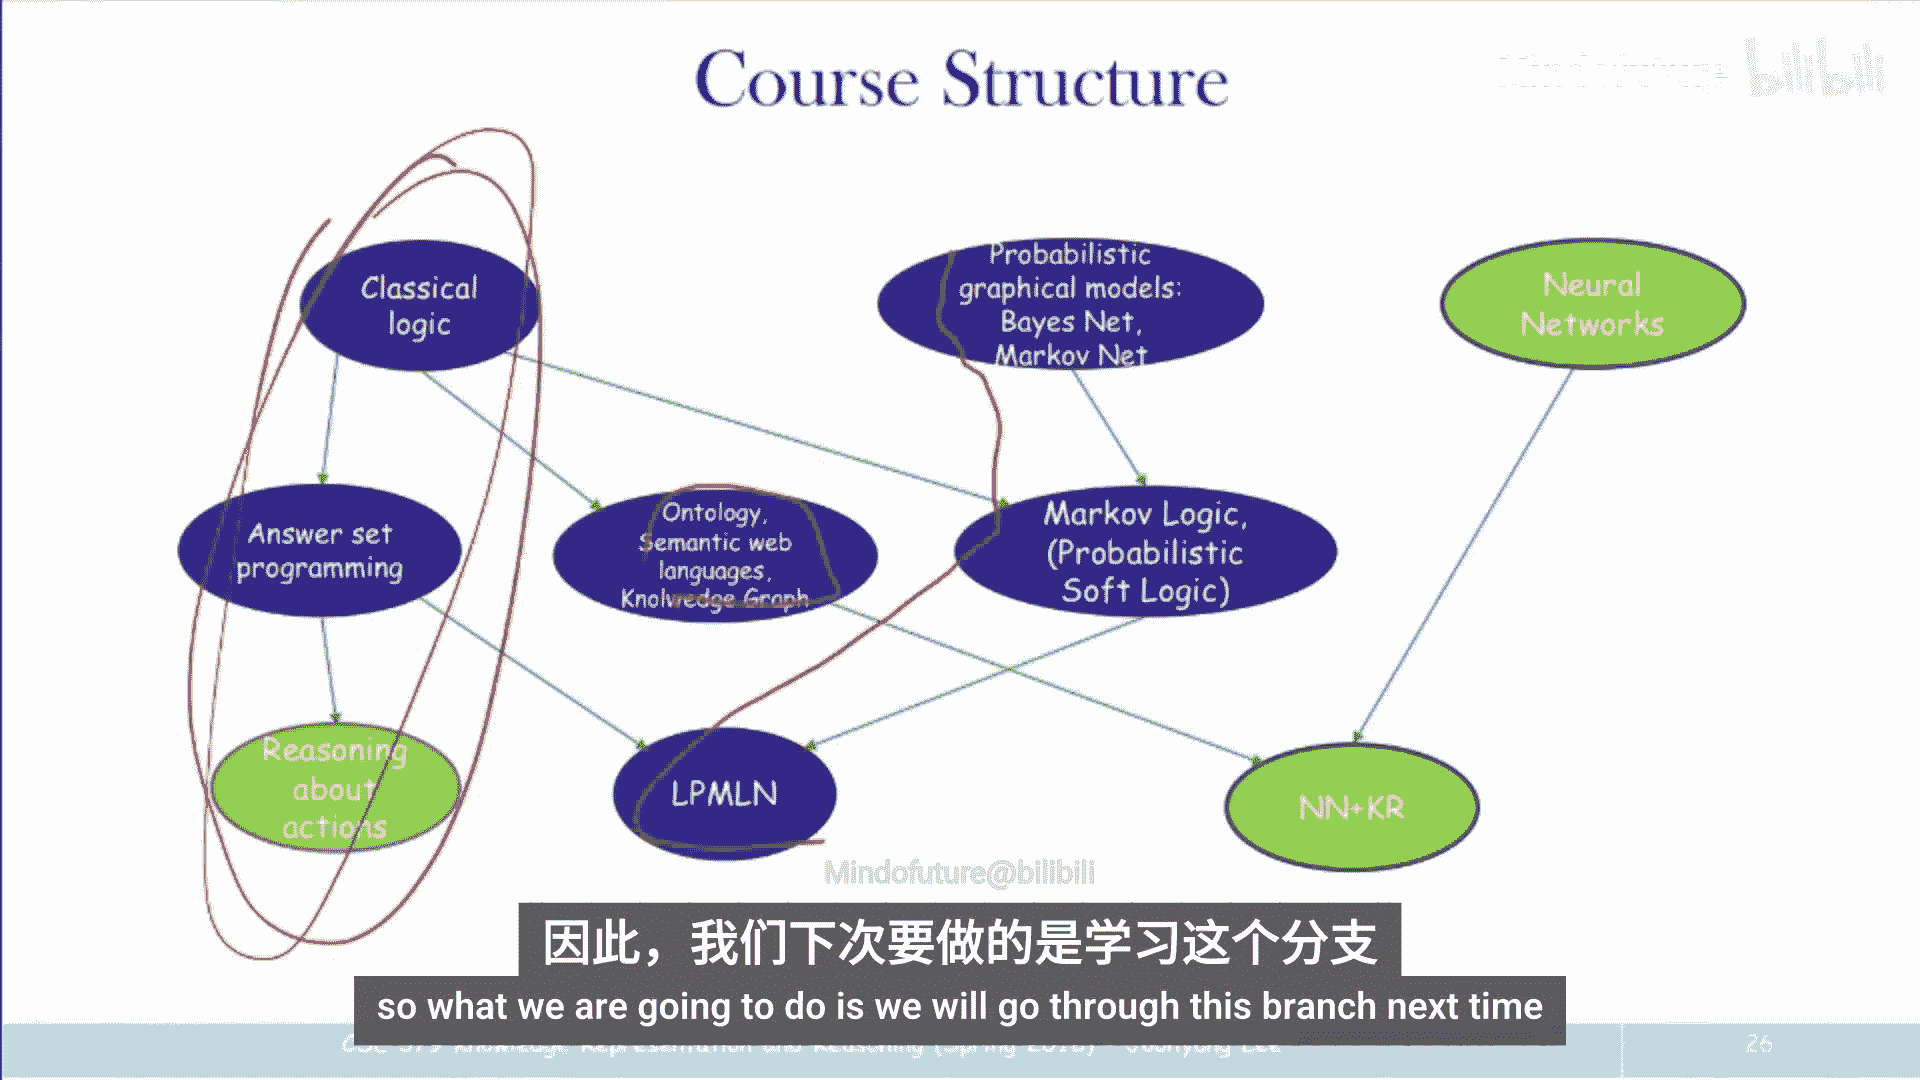 Course Structure
bilibili
Classical
logic
Probabilistic
graphical models:
Bayes Net,
Markov Net
Neural
Networks
Answer set
programming
Ontology,
Semantic web
languages,
Knolwedge Graph
Markov Logic,
(Probabilistic
Soft Logic)
Reasoning
about
actions
LPMLN
NN+KR
Mindofuture@bilibili
因此，我们下次要做的是学习这个分支
so what we are going to do is we will go through this branch next time
26